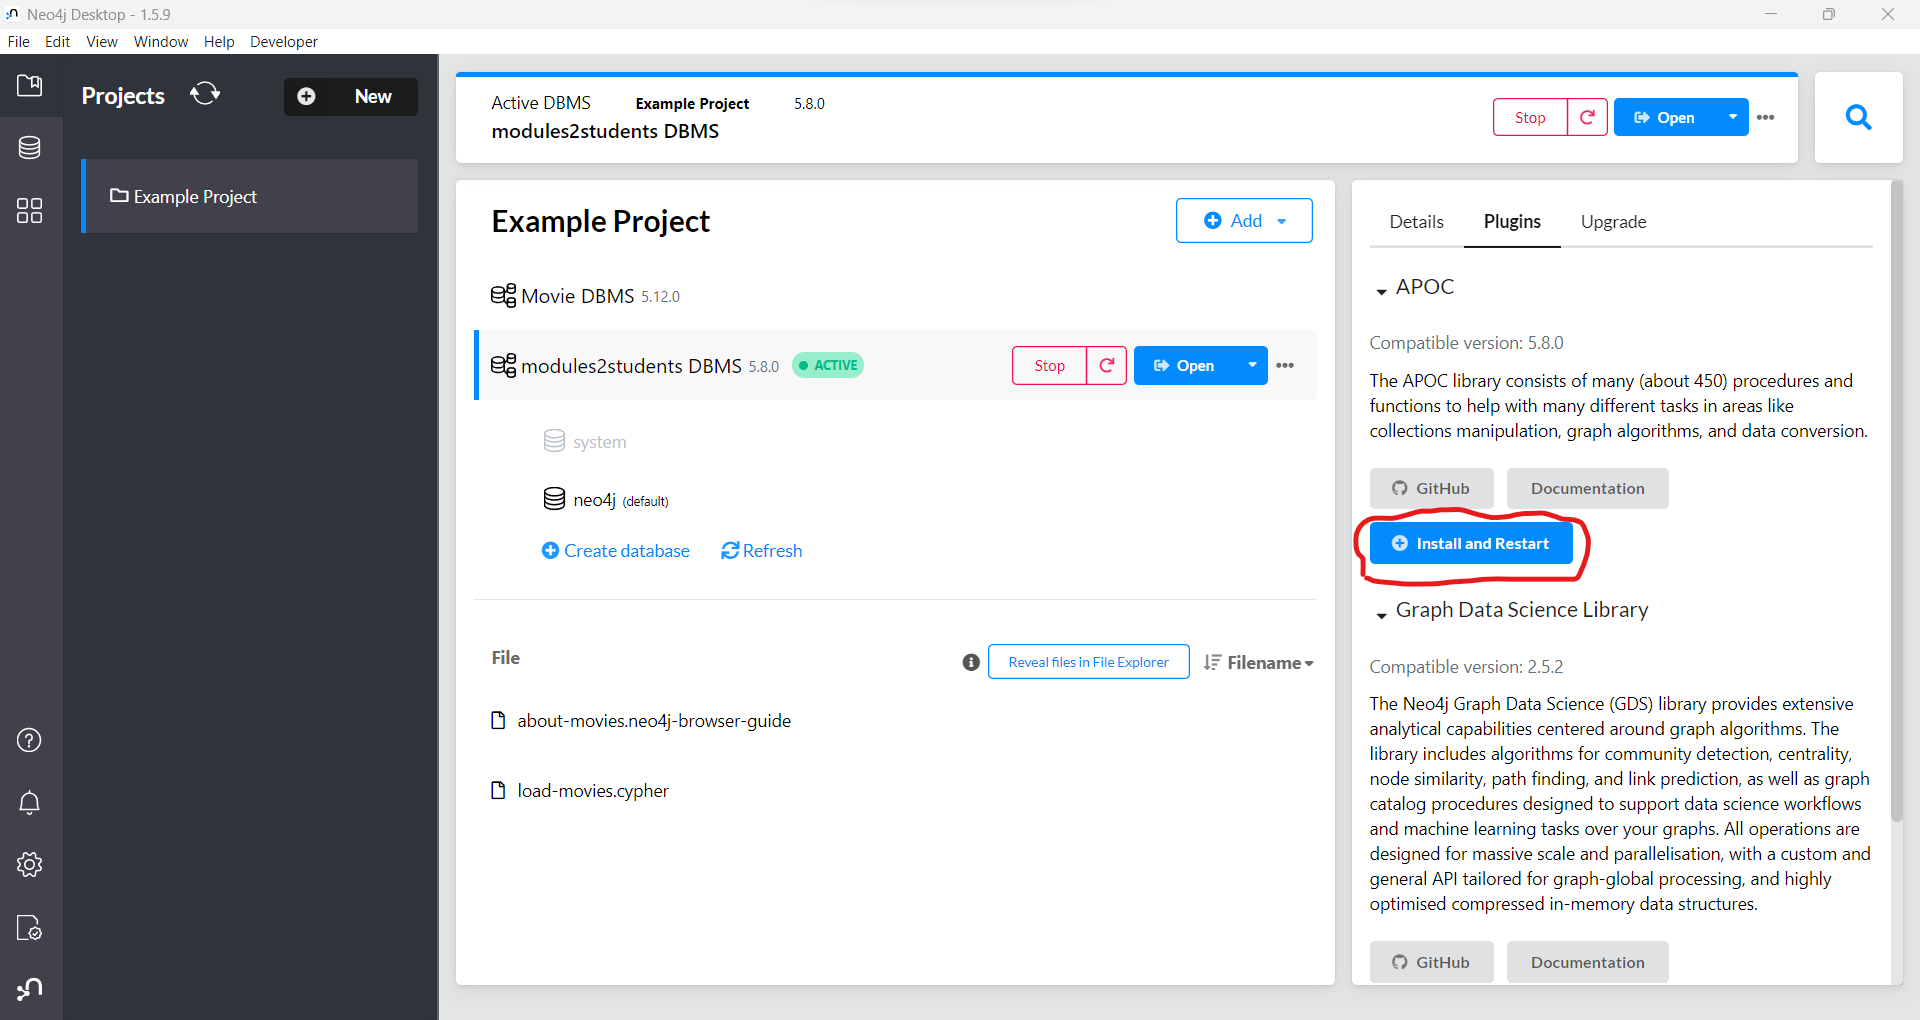 Neo4j Desktop - 1.5.9
File Edit View Window Help Developer
Projects
New
Example Project
Active DBMS Example Project 5.8.0
modules2students DBMS
Stop
Open
Example Project
Add
Movie DBMS 5.12.0
modules2students DBMS 5.8.0 ACTIVE
Stop
Open
system
neo4j (default)
Create database
Refresh
File
Reveal files in File Explorer
Filename
about-movies.neo4j-browser-guide
load-movies.cypher
Details Plugins Upgrade
APOC
Compatible version: 5.8.0
The APOC library consists of many (about 450) procedures and
functions to help with many different tasks in areas like
collections manipulation, graph algorithms, and data conversion.
GitHub
Documentation
Install and Restart
Graph Data Science Library
Compatible version: 2.5.2
The Neo4j Graph Data Science (GDS) library provides extensive
analytical capabilities centered around graph algorithms. The
library includes algorithms for community detection, centrality,
node similarity, path finding, and link prediction, as well as graph
catalog procedures designed to support data science workflows
and machine learning tasks over your graphs. All operations are
designed for massive scale and parallelisation, with a custom and
general API tailored for graph-global processing, and highly
optimised compressed in-memory data structures.
GitHub
Documentation